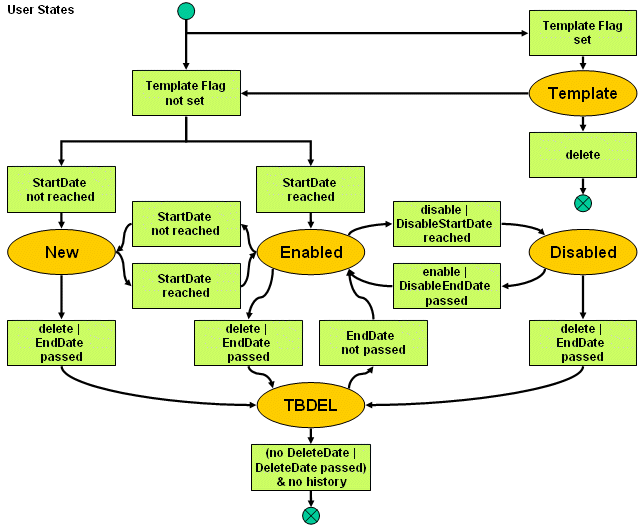 User States
Template Flag
set
Template Flag
not set
Template
delete
StartDate
not reached
StartDate
reached
StartDate
not reached
disable |
DisableStartDate
reached
New
Enabled
Disabled
StartDate
reached
enable |
DisableEndDate
passed
delete |
EndDate
passed
delete |
EndDate
passed
EndDate
not passed
delete |
EndDate
passed
TBDEL
(no DeleteDate |
DeleteDate passed)
& no history